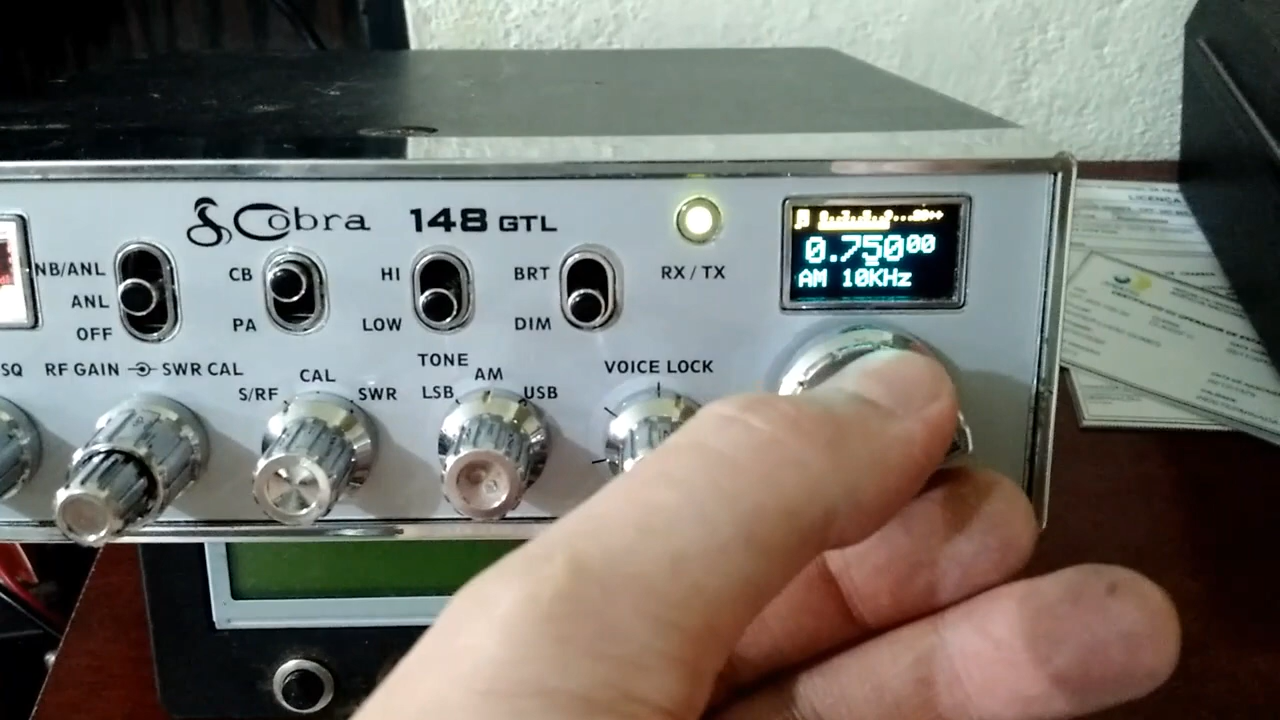 Cobra 148 GTL
NB/ANL
ANL
OFF
CB
PA
HI
LOW
BRT
DIM
RX / TX
0.75000
AM 10KHz
SQ
RF GAIN
SWR CAL
S/RF
CAL
SWR
TONE
LSB
AM
USB
VOICE LOCK
LICENCA